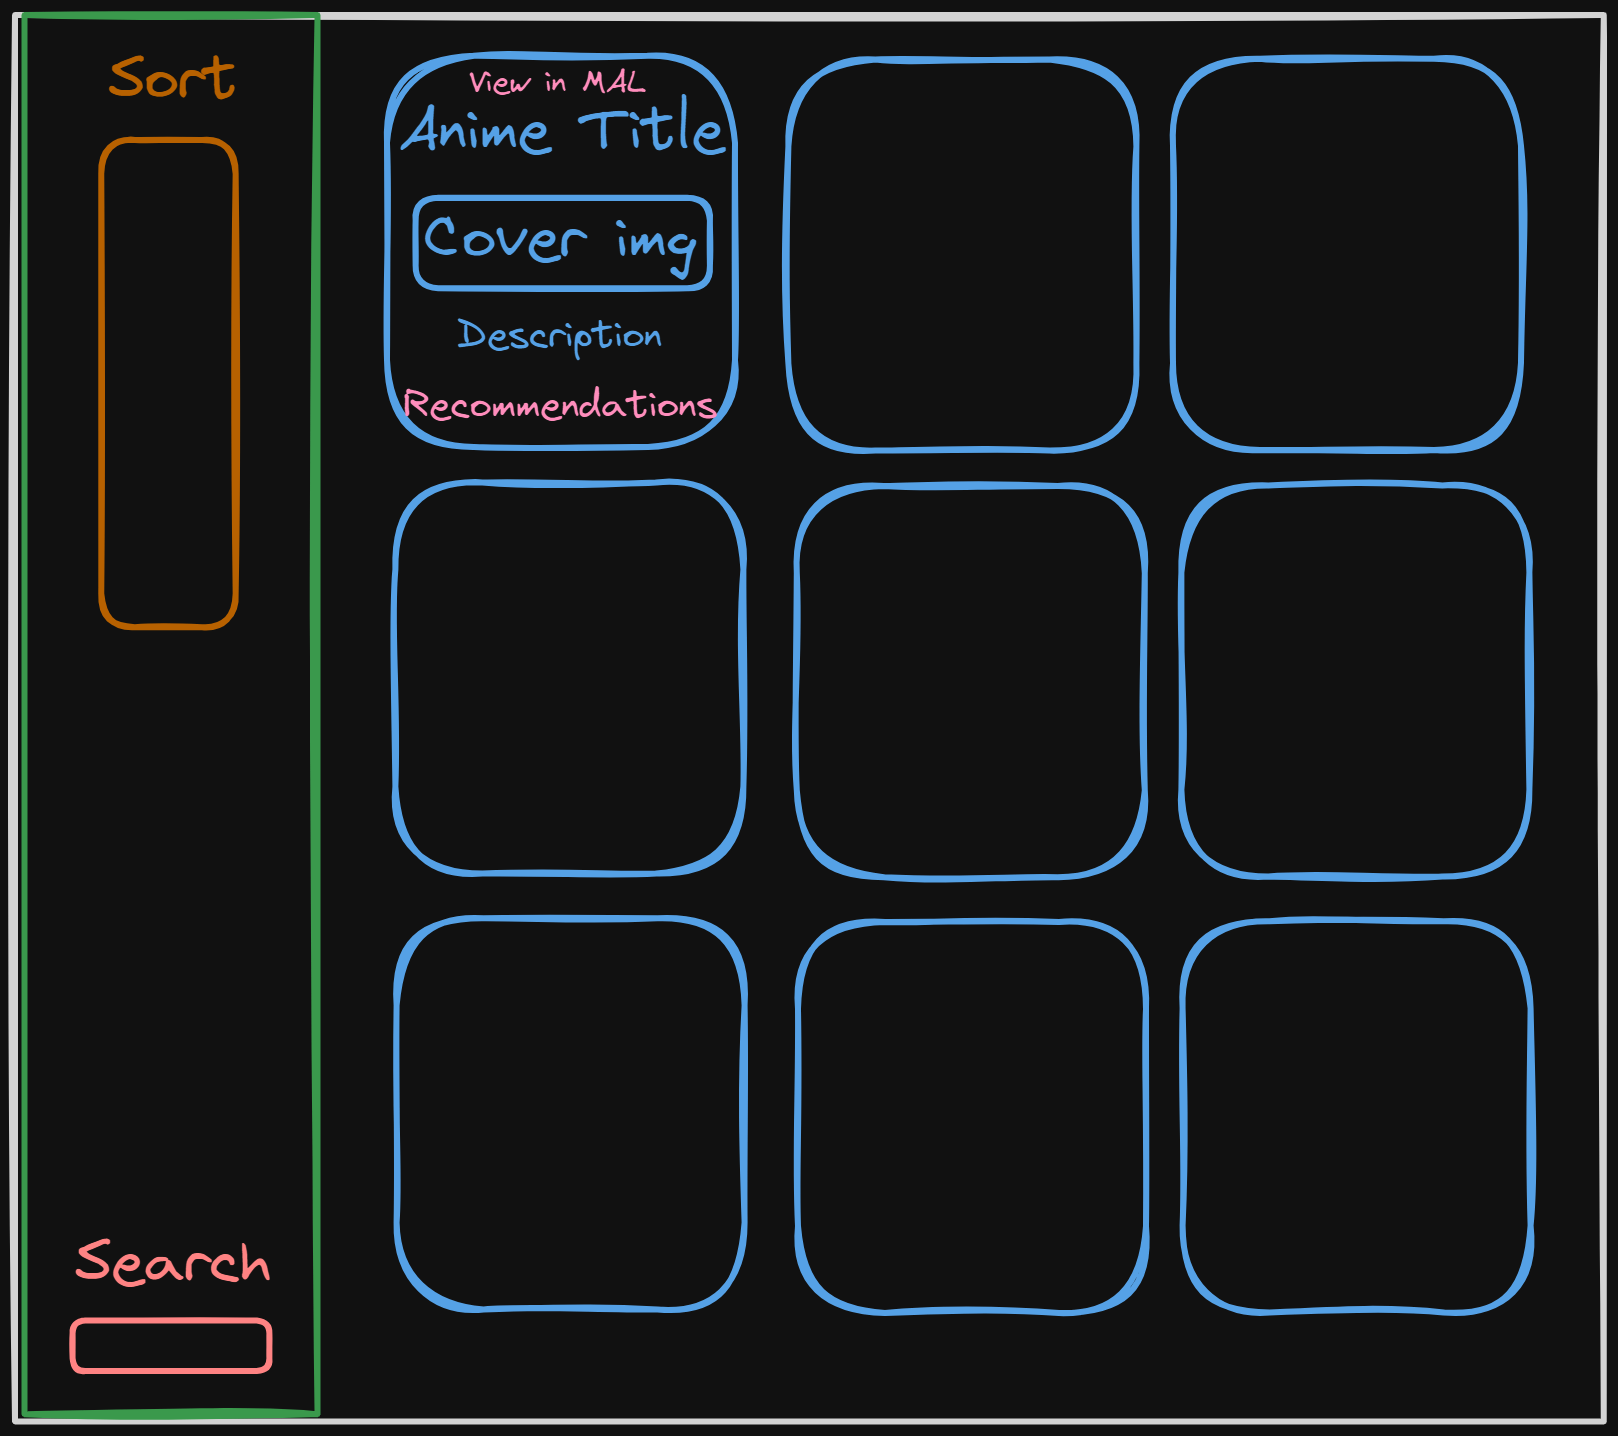 Sort
View in MAL
Anime Title
Cover img
Description
Recommendations
Search